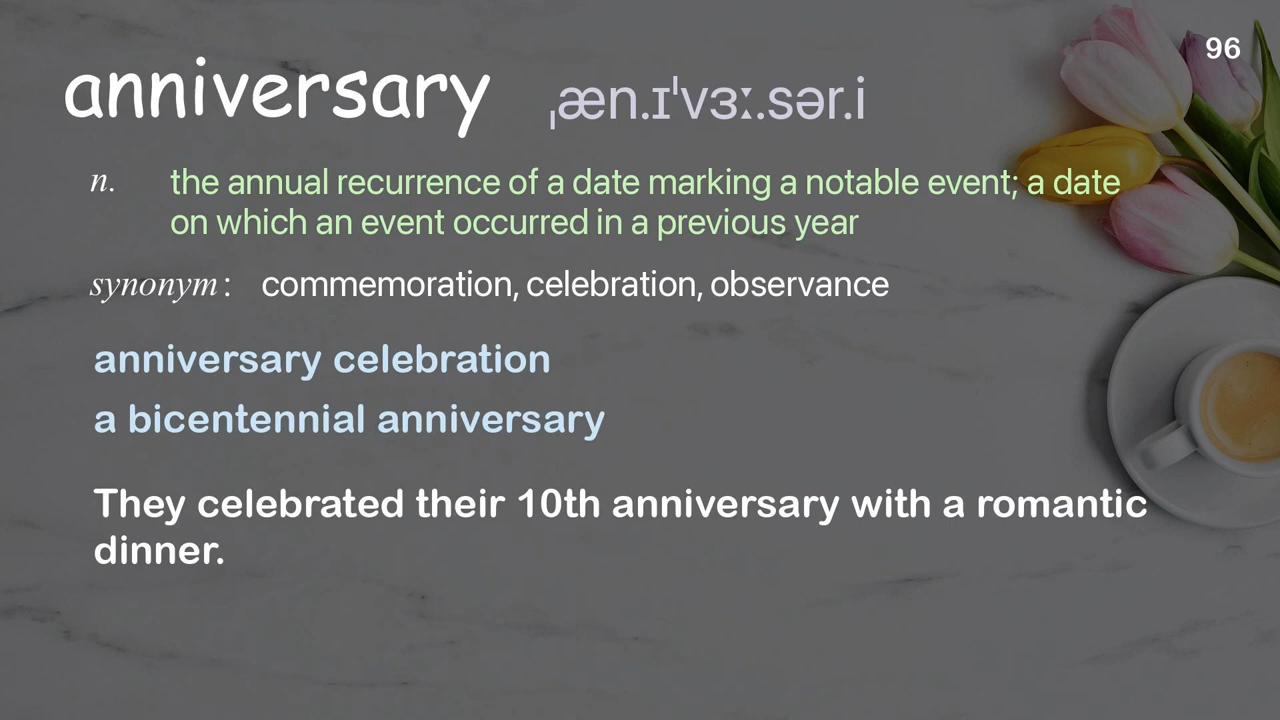 96
anniversary ˌæn.ɪˈvɜː.sər.i
n. the annual recurrence of a date marking a notable event; a date
on which an event occurred in a previous year
synonym : commemoration, celebration, observance
anniversary celebration
a bicentennial anniversary
They celebrated their 10th anniversary with a romantic
dinner.